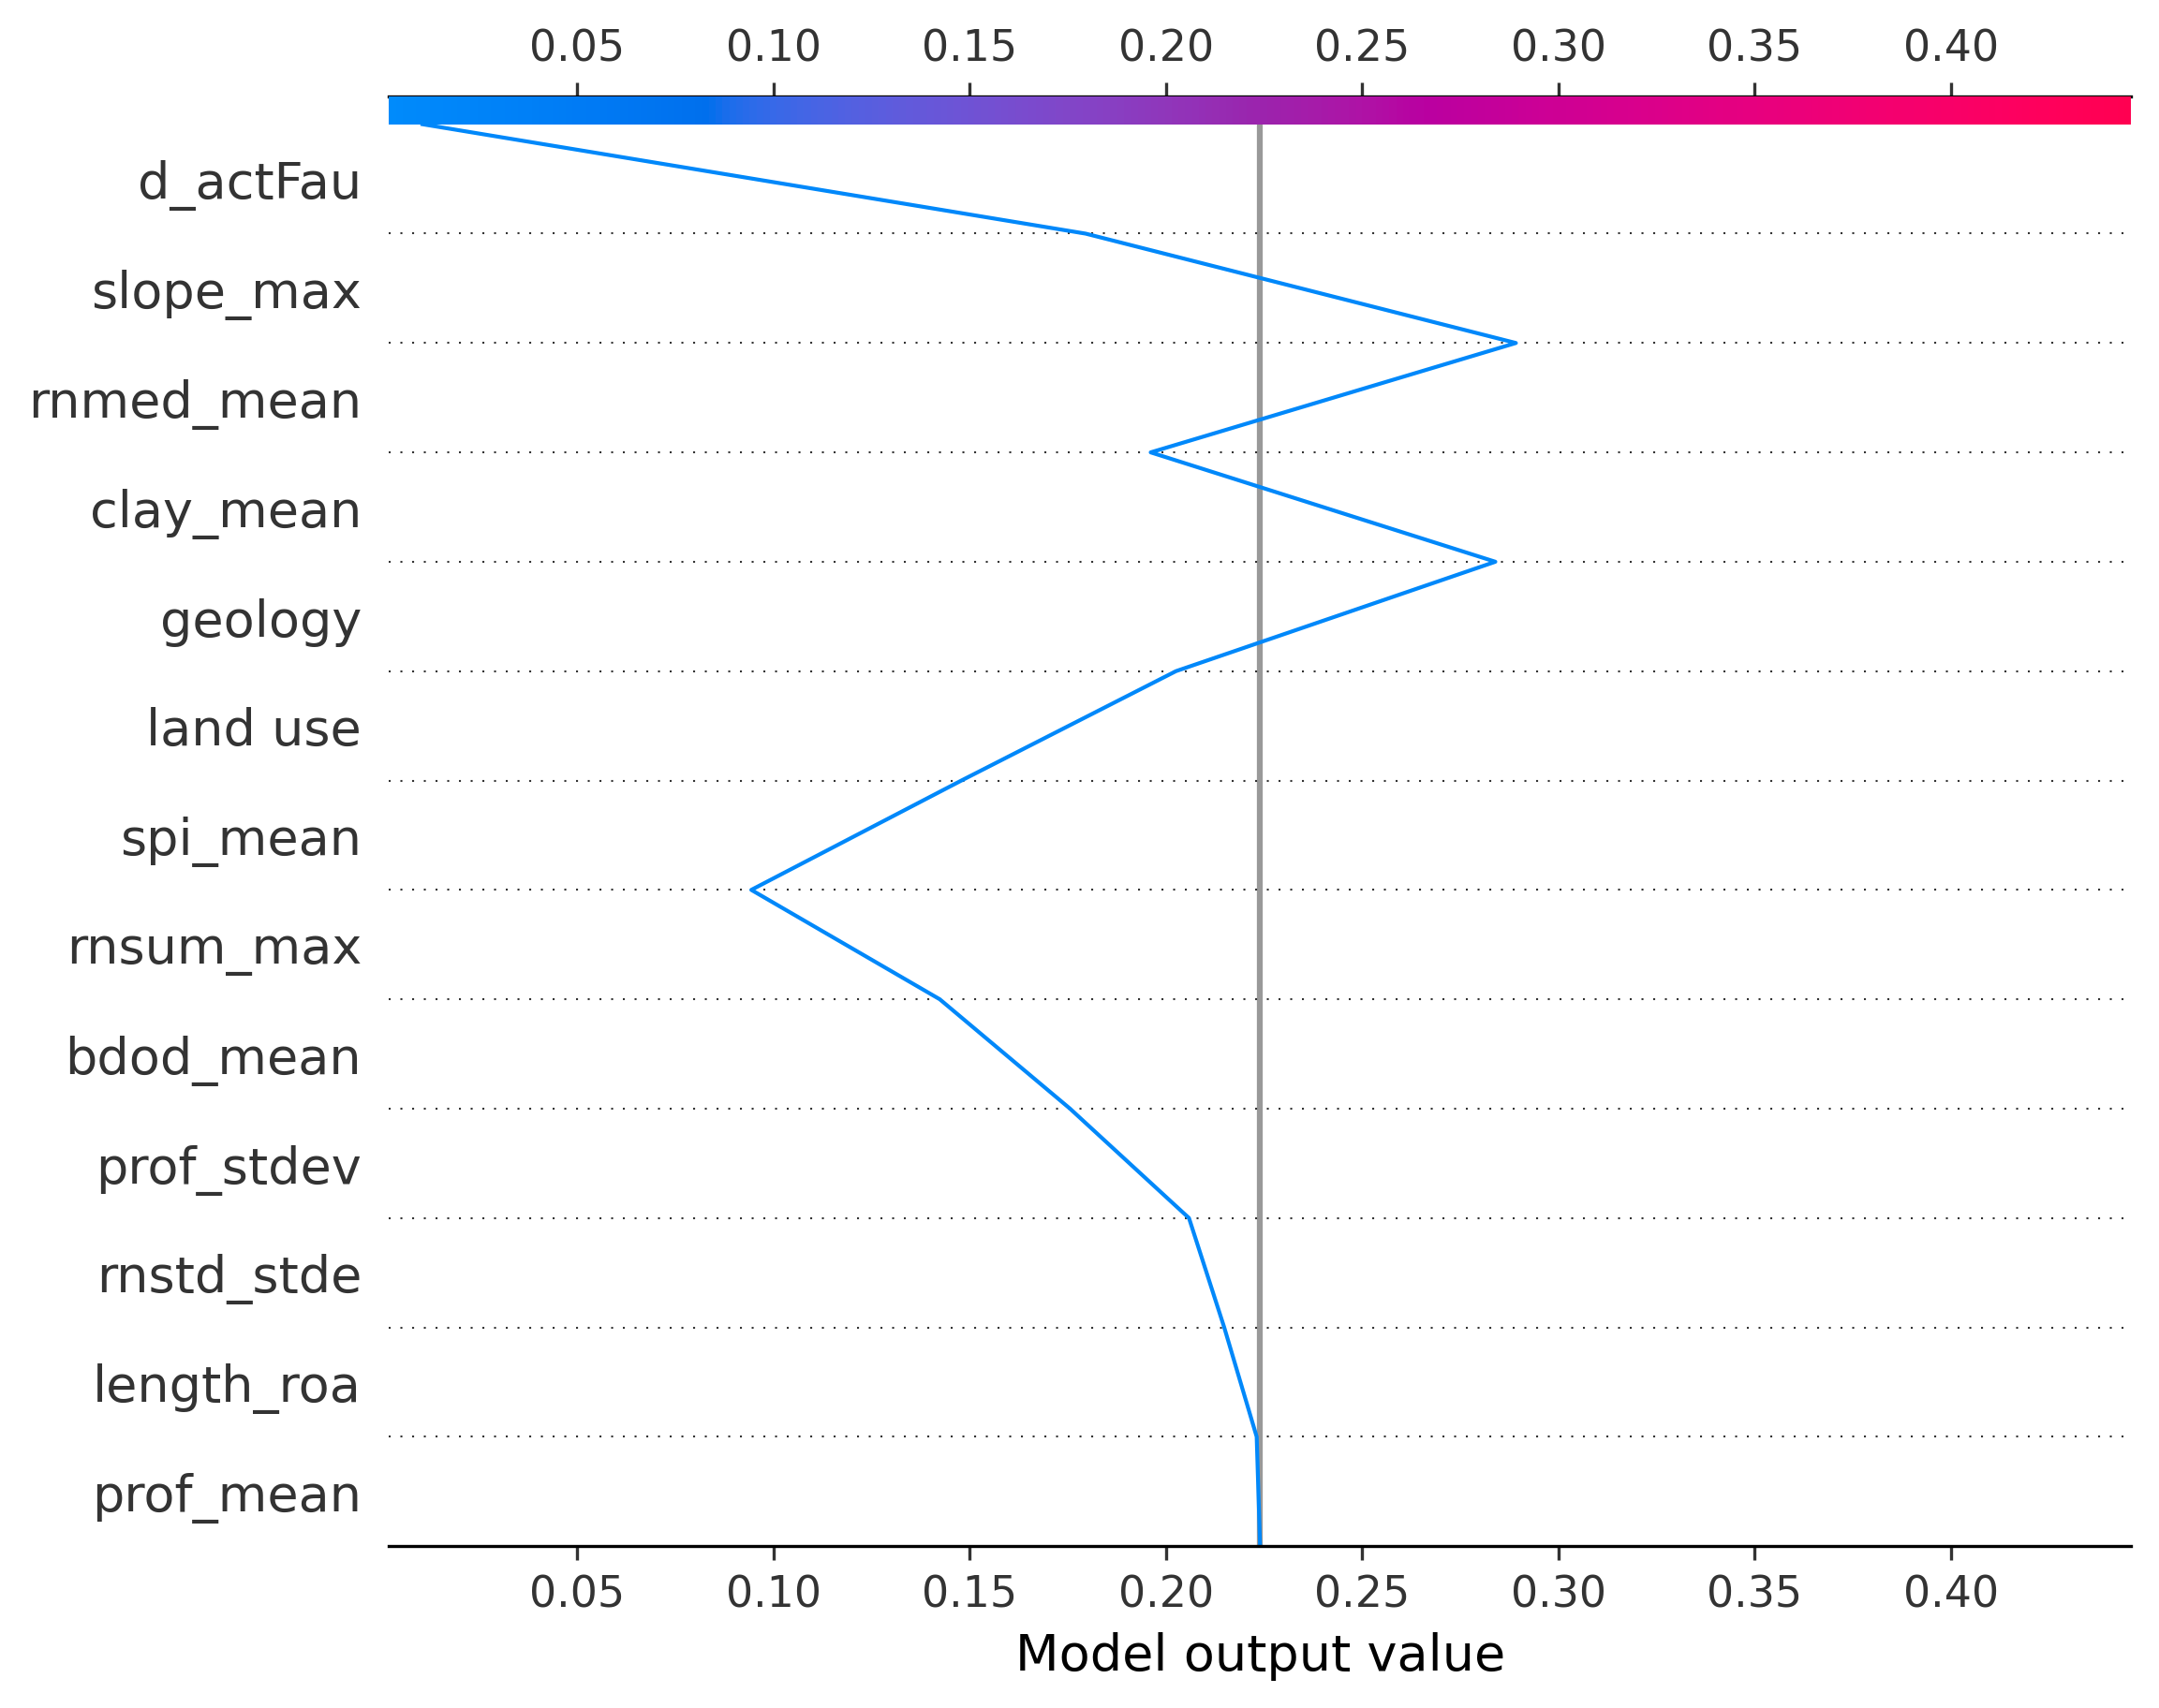 0.05 0.10 0.15 0.20 0.25 0.30 0.35 0.40
d_actFau
slope_max
rnmed_mean
clay_mean
geology
land use
spi_mean
rnsum_max
bdod_mean
prof_stdev
rnstd_stde
length_roa
prof_mean
0.05 0.10 0.15 0.20 0.25 0.30 0.35 0.40
Model output value